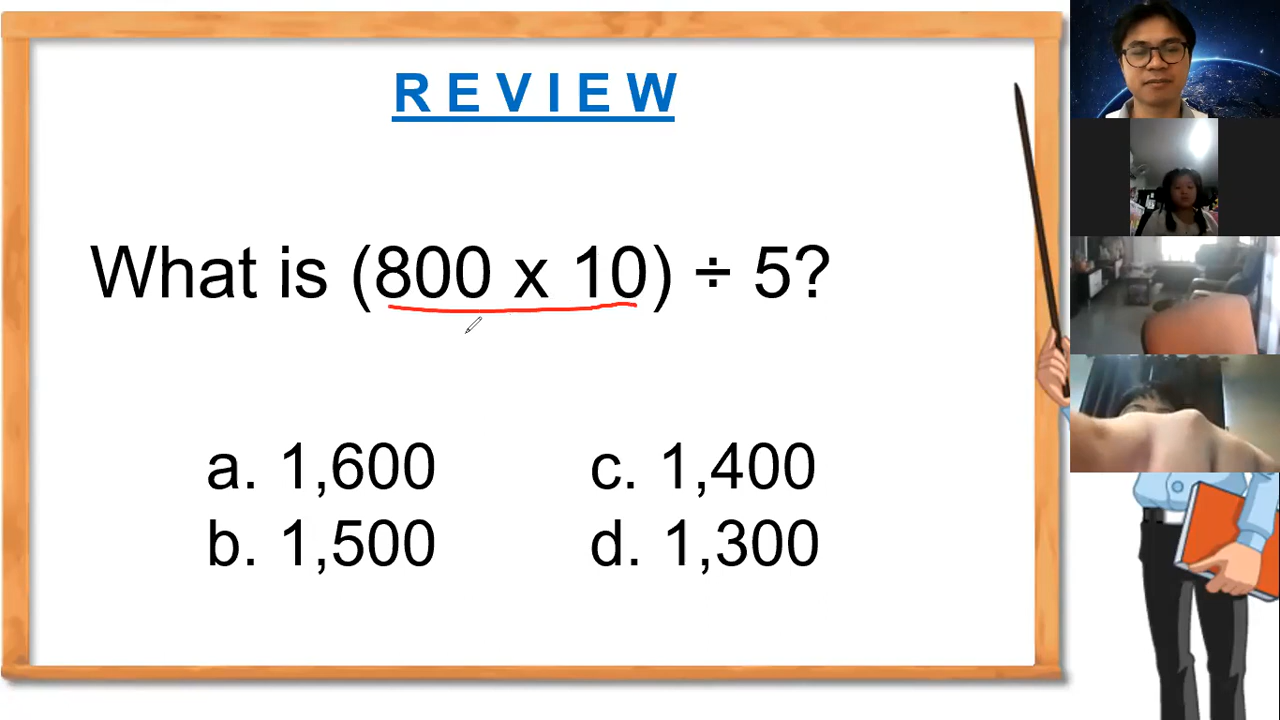 REVIEW
What is (800 x 10) ÷ 5?
a. 1,600
b. 1,500
c. 1,400
d. 1,300